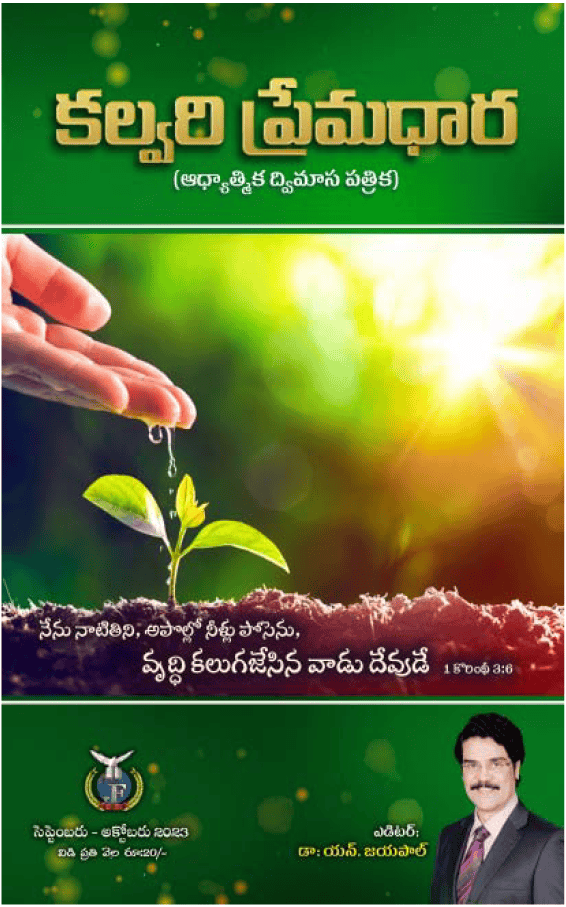 కల్వరి ప్రేమధార
(ఆధ్యాత్మిక ద్విమాస పత్రిక)
నేను నాటితిని, అపొల్లో నీళ్లు పోసెను,
వృద్ధి కలుగజేసిన వాడు దేవుడే 1 కొరింథీ 3:6
సెప్టెంబరు - అక్టోబరు 2023
విడి ప్రతి వెల రూ:20/-
ఎడిటర్:
డా: యన్. జయపాల్